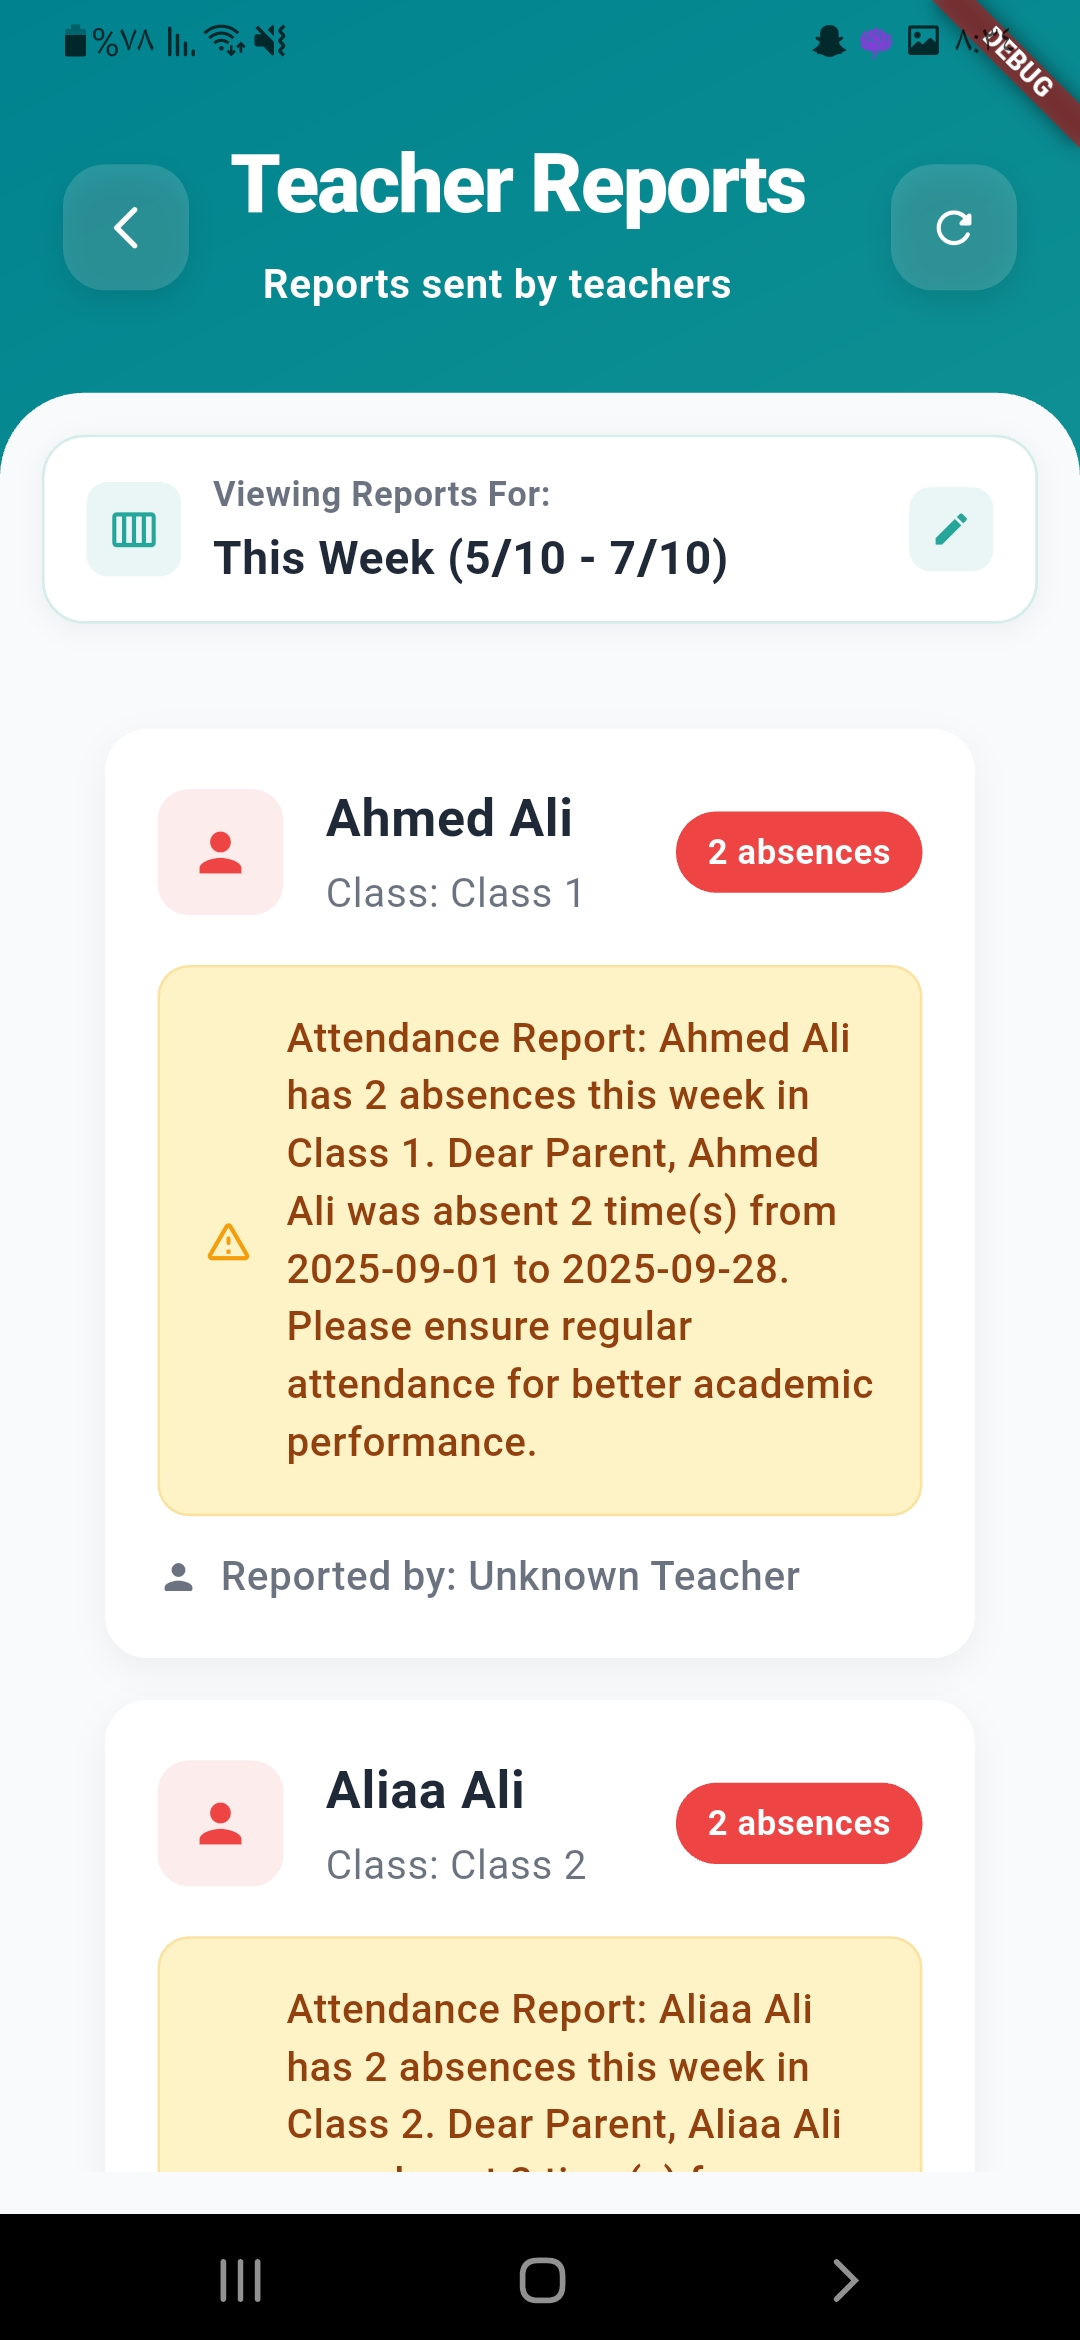 %٧٨
DEBUG
Teacher Reports
Reports sent by teachers
Viewing Reports For:
This Week (5/10 - 7/10)
Ahmed Ali
Class: Class 1
2 absences
Attendance Report: Ahmed Ali
has 2 absences this week in
Class 1. Dear Parent, Ahmed
Ali was absent 2 time(s) from
2025-09-01 to 2025-09-28.
Please ensure regular
attendance for better academic
performance.
Reported by: Unknown Teacher
Aliaa Ali
Class: Class 2
2 absences
Attendance Report: Aliaa Ali
has 2 absences this week in
Class 2. Dear Parent, Aliaa Ali